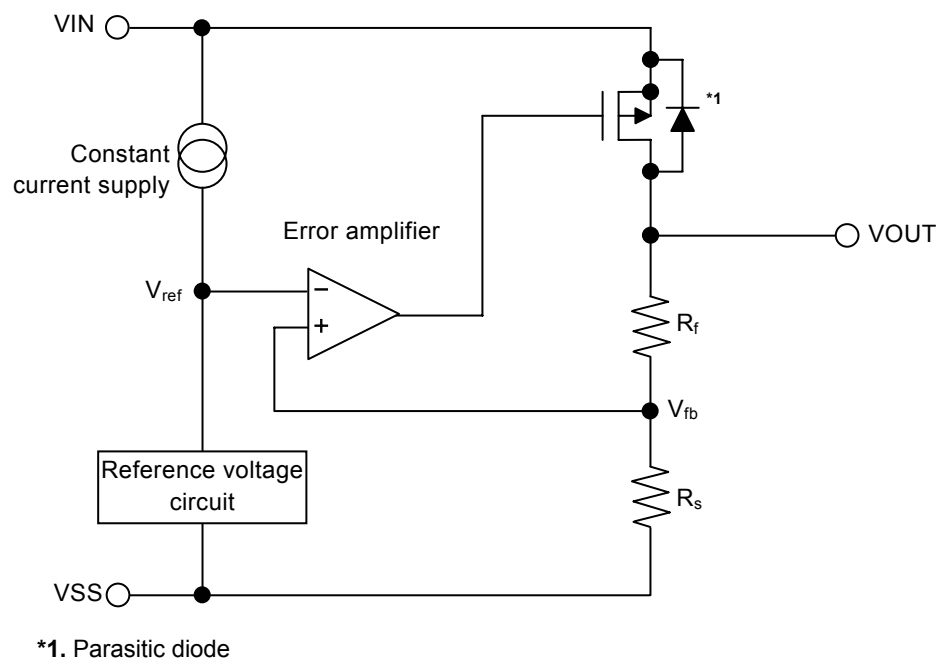 VIN
*1
Constant
current supply
Error amplifier
VOUT
Vref
−
+
Rf
Vfb
Reference voltage
circuit
Rs
VSS
*1. Parasitic diode